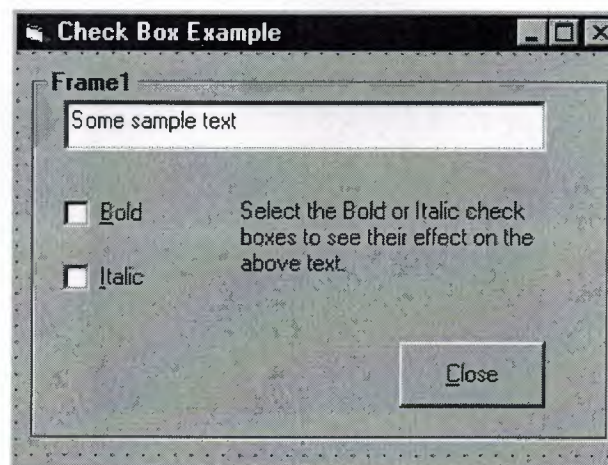 Check Box Example
Frame1
Some sample text
Bold
Select the Bold or Italic check
boxes to see their effect on the
above text.
Italic
Close